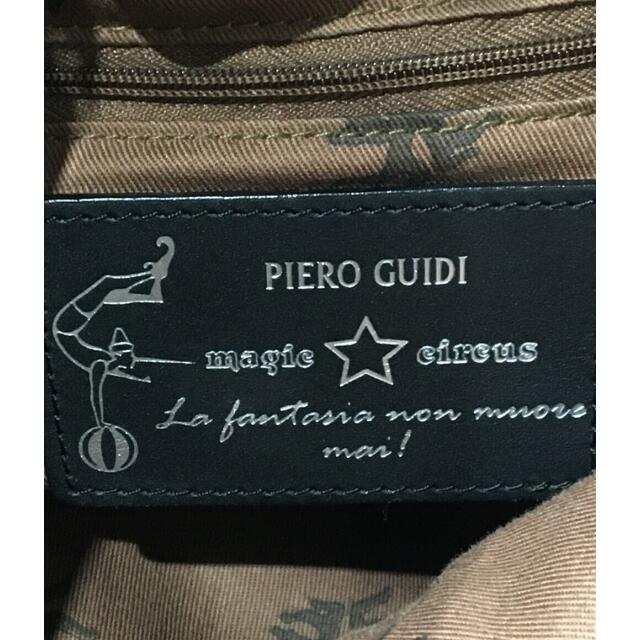 PIERO GUIDI
magic circus
La fantasia non muore
mai!